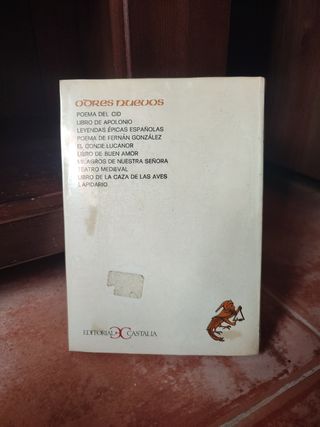 ODRES NUEVOS
POEMA DEL CID
LIBRO DE APOLONIO
LEYENDAS ÉPICAS ESPAÑOLAS
POEMA DE FERNÁN GONZÁLEZ
EL CONDE LUCANOR
LIBRO DE BUEN AMOR
MILAGROS DE NUESTRA SEÑORA
TEATRO MEDIEVAL
LIBRO DE LA CAZA DE LAS AVES
LAPIDARIO
EDITORIAL CASTALIA